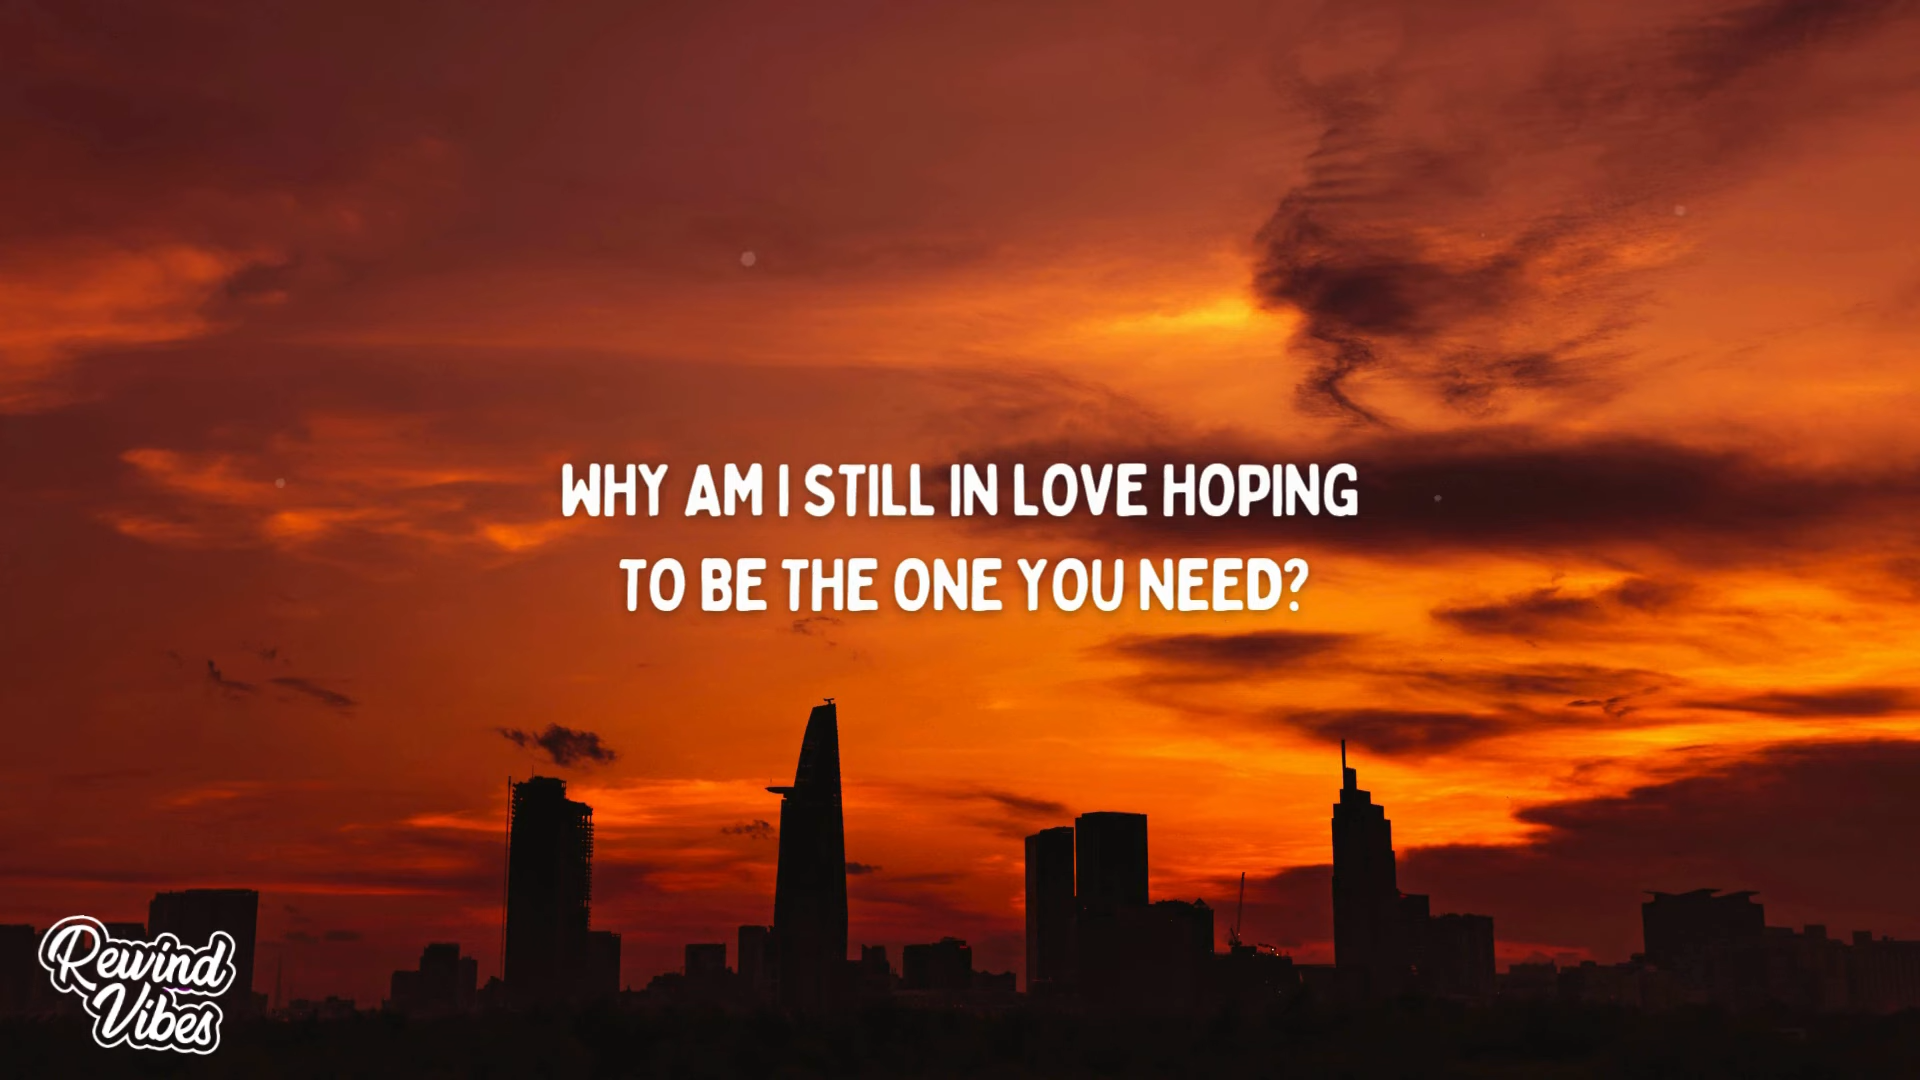 WHY AM I STILL IN LOVE HOPING
TO BE THE ONE YOU NEED?
Rewind
Vibes